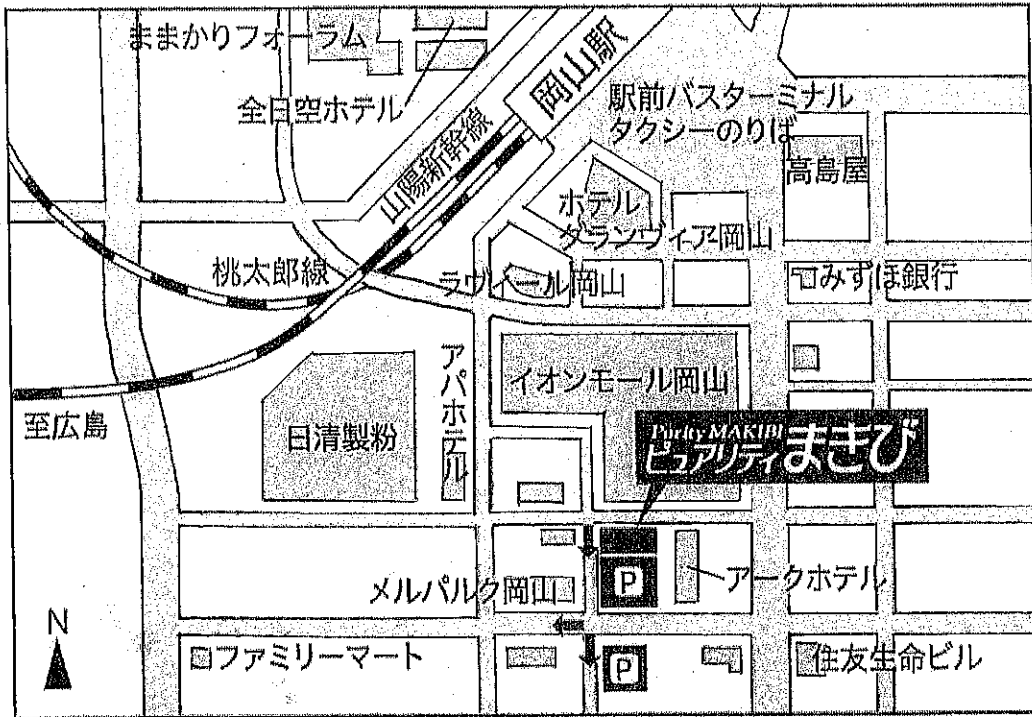 ままかりフォーラム
全日空ホテル
岡山駅
山陽新幹線
駅前バスターミナル
タクシーのりば
高島屋
ホテル
グランヴィア岡山
桃太郎線
ラヴィール岡山
みずほ銀行
至広島
日清製粉
アパホテル
イオンモール岡山
Purity MAKIBI
ピュアリティまきび
P
アークホテル
メルパルク岡山
N
ファミリーマート
P
住友生命ビル